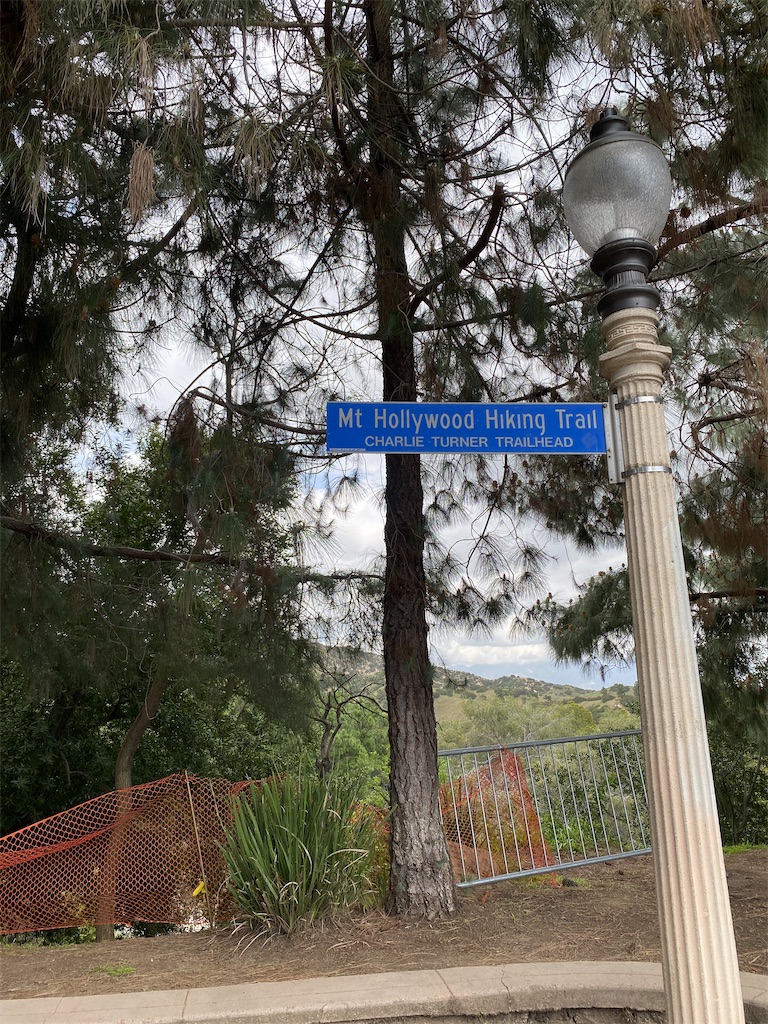 Mt Hollywood Hiking Trail
CHARLIE TURNER TRAILHEAD